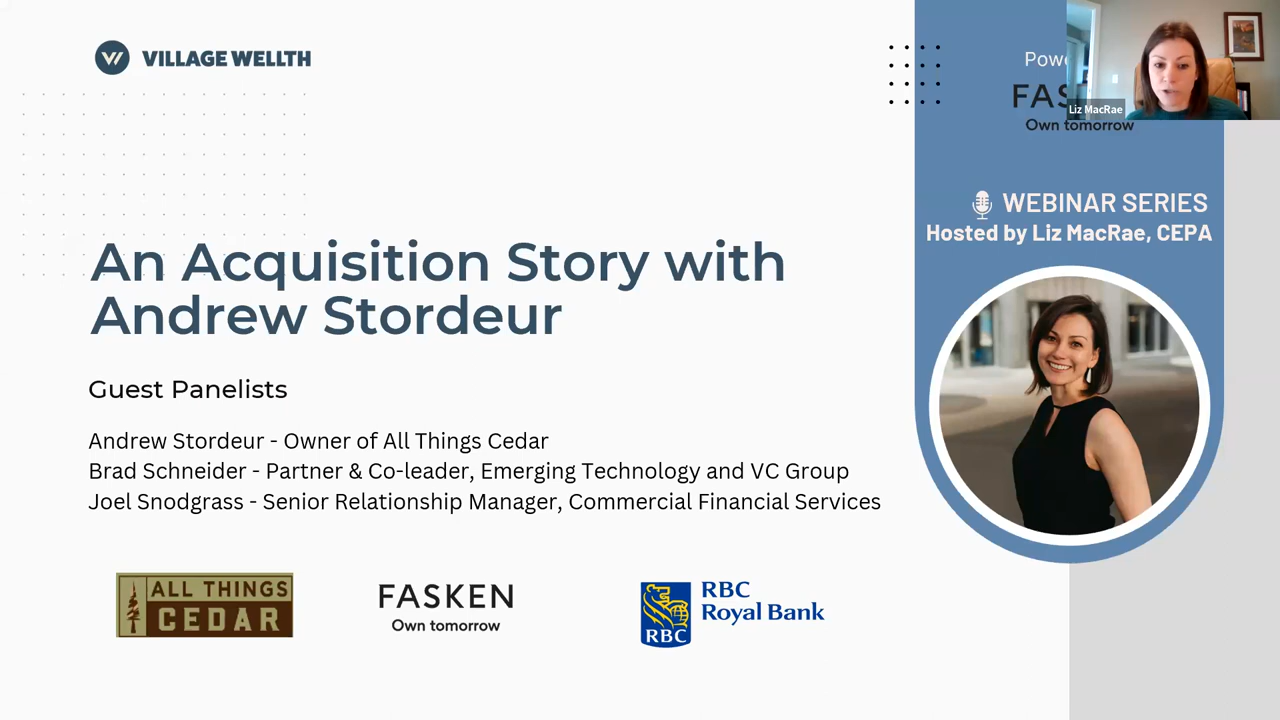 VILLAGE WELLTH
FAS
Liz MacRae
Own tomorrow
WEBINAR SERIES
Hosted by Liz MacRae, CEPA
An Acquisition Story with
Andrew Stordeur
Guest Panelists
Andrew Stordeur - Owner of All Things Cedar
Brad Schneider - Partner & Co-leader, Emerging Technology and VC Group
Joel Snodgrass - Senior Relationship Manager, Commercial Financial Services
ALL THINGS
CEDAR
FASKEN
Own tomorrow
RBC
RBC
Royal Bank